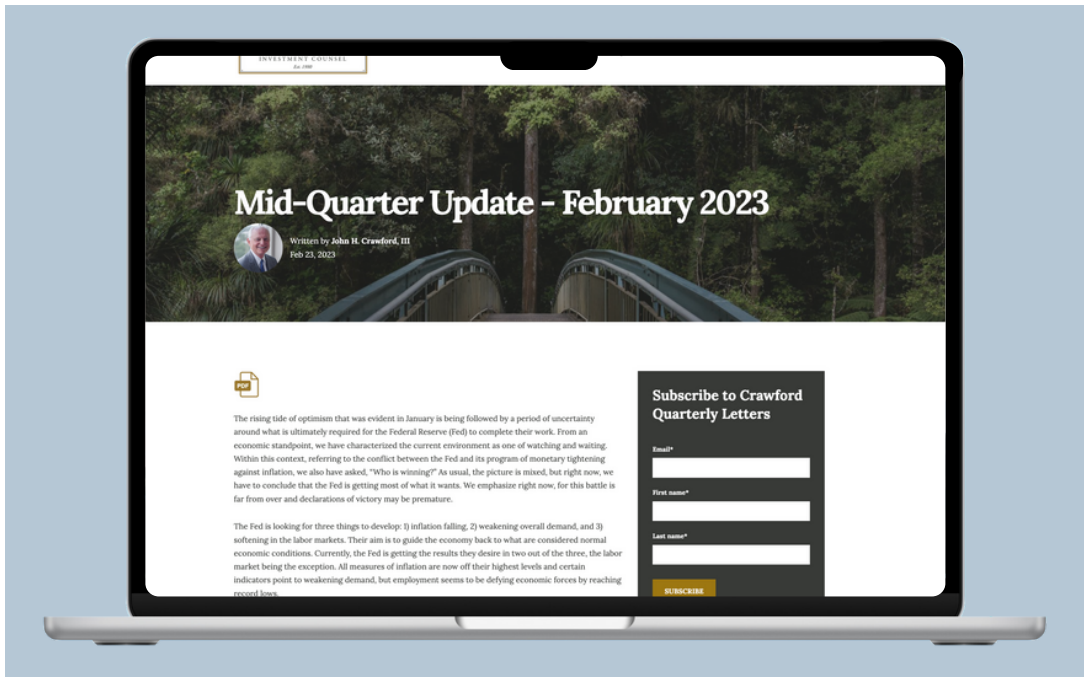 INVESTMENT COUNSEL
Est. 1980
Mid-Quarter Update - February 2023
Written by John H. Crawford, III
Feb 23, 2023
PDF
The rising tide of optimism that was evident in January is being followed by a period of uncertainty
around what is ultimately required for the Federal Reserve (Fed) to complete their work. From an
economic standpoint, we have characterized the current environment as one of watching and waiting.
Within this context, referring to the conflict between the Fed and its program of monetary tightening
against inflation, we also have asked, "Who is winning?" As usual, the picture is mixed, but right now, we
have to conclude that the Fed is getting most of what it wants. We emphasize right now, for this battle is
far from over and declarations of victory may be premature.
The Fed is looking for three things to develop: 1) inflation falling, 2) weakening overall demand, and 3)
softening in the labor markets. Their aim is to guide the economy back to what are considered normal
economic conditions. Currently, the Fed is getting the results they desire in two out of the three, the labor
market being the exception. All measures of inflation are now off their highest levels and certain
indicators point to weakening demand, but employment seems to be defying economic forces by reaching
record lows.
Subscribe to Crawford
Quarterly Letters
Email*
First name*
Last name*
SUBSCRIBE